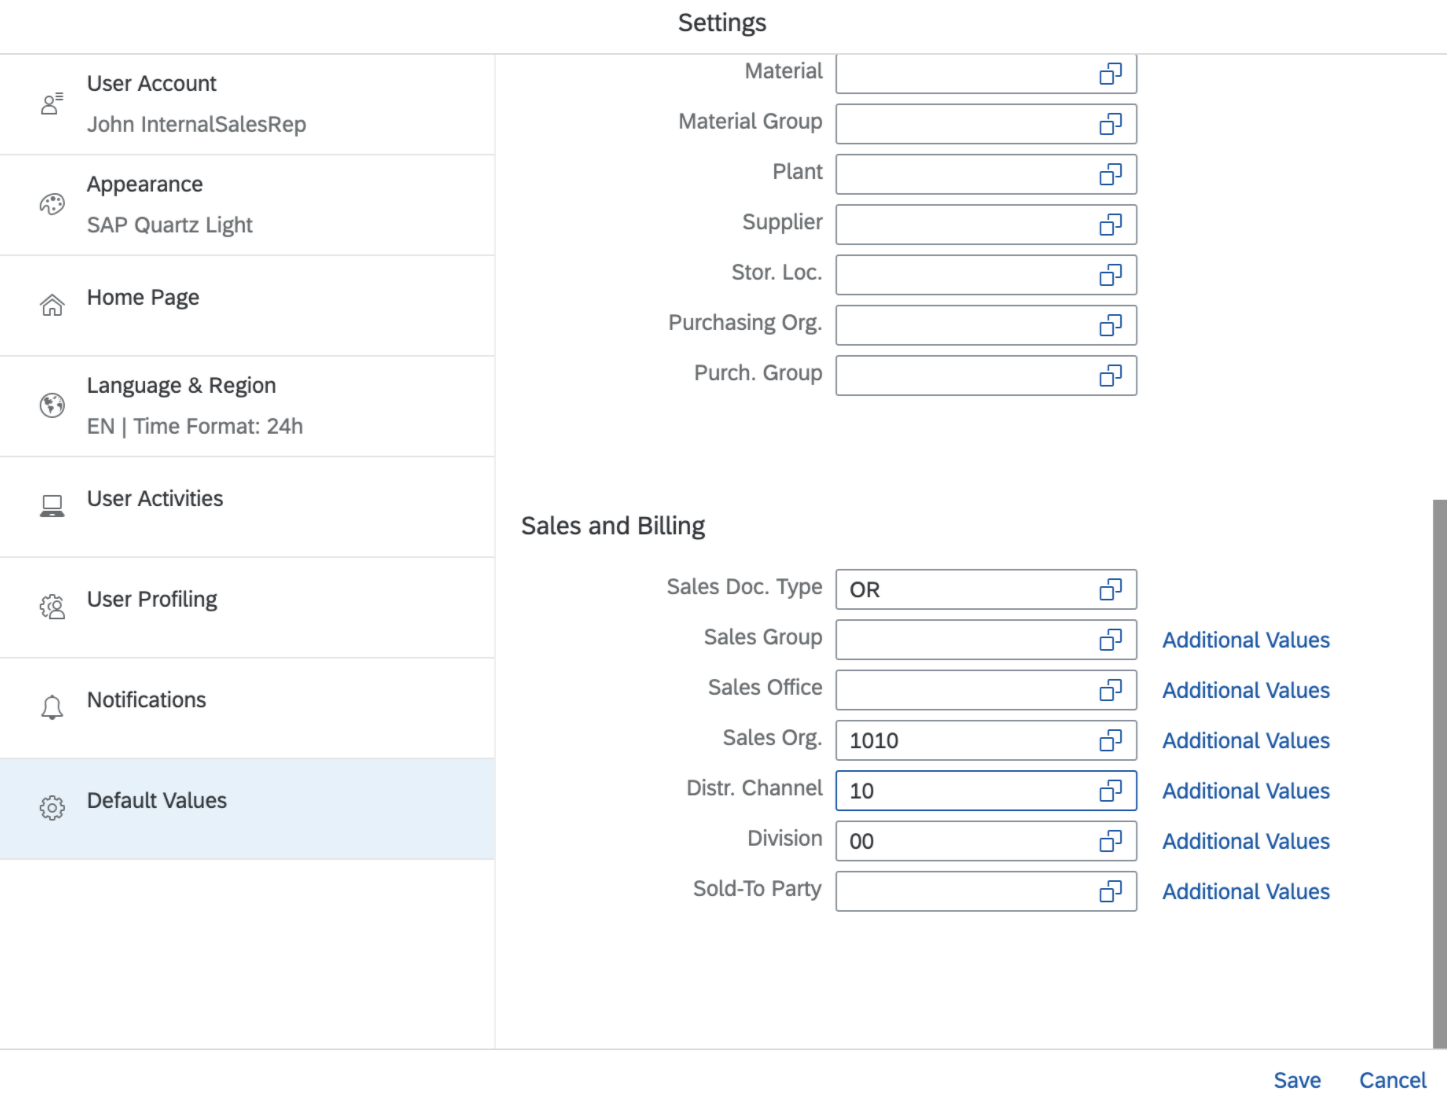 Settings
User Account
John InternalSalesRep
Appearance
SAP Quartz Light
Home Page
Language & Region
EN | Time Format: 24h
User Activities
User Profiling
Notifications
Default Values
Material
Material Group
Plant
Supplier
Stor. Loc.
Purchasing Org.
Purch. Group
Sales and Billing
Sales Doc. Type OR
Sales Group Additional Values
Sales Office Additional Values
Sales Org. 1010 Additional Values
Distr. Channel 10 Additional Values
Division 00 Additional Values
Sold-To Party Additional Values
Save Cancel